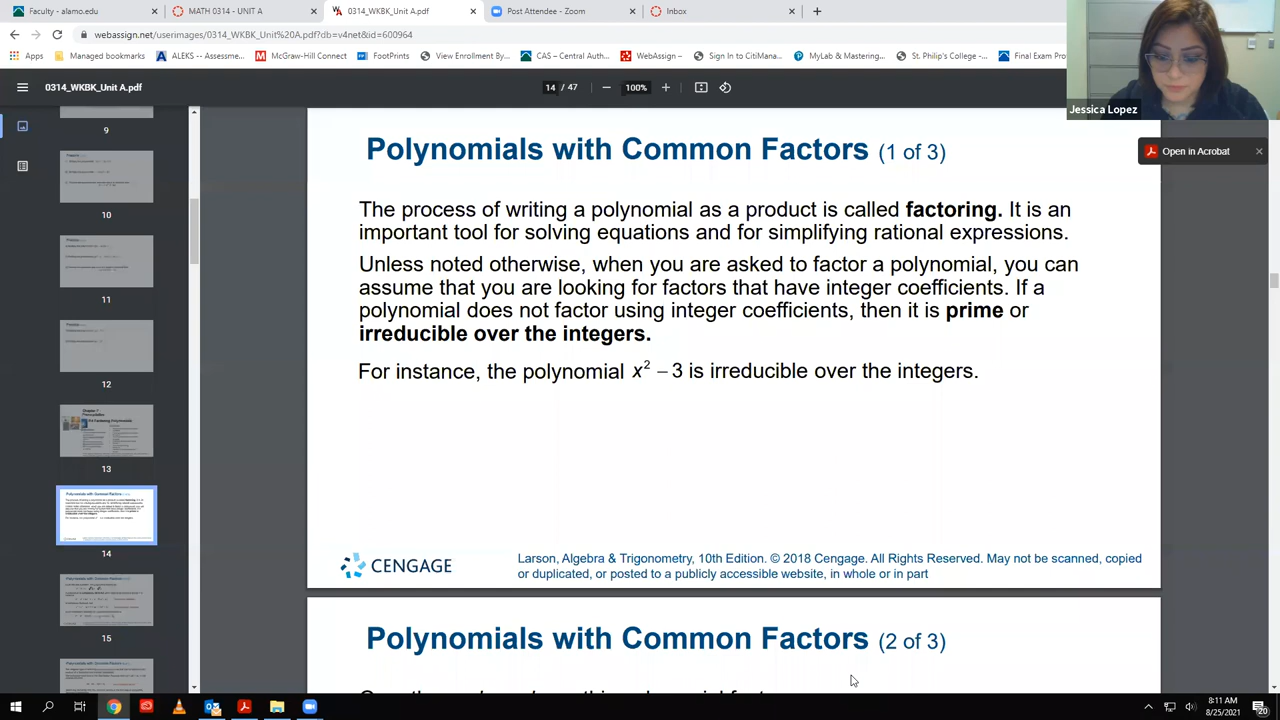 Faculty - alamo.edu
MATH 0314 - UNIT A
0314_WKBK_Unit A.pdf
Post Attendee - Zoom
Inbox
webassign.net/userimages/0314_WKBK_Unit%20A.pdf?db=v4net&id=600964
Apps
Managed bookmarks
ALEKS -- Assessme...
McGraw-Hill Connect
FootPrints
View Enrollment By...
CAS – Central Auth...
WebAssign –
Sign In to CitiMana...
MyLab & Mastering...
St. Philip's College -...
Final Exam Pro
0314_WKBK_Unit A.pdf
14 / 47
100%
Jessica Lopez
Open in Acrobat
9
10
11
12
13
14
15
Polynomials with Common Factors (1 of 3)
The process of writing a polynomial as a product is called factoring. It is an
important tool for solving equations and for simplifying rational expressions.
Unless noted otherwise, when you are asked to factor a polynomial, you can
assume that you are looking for factors that have integer coefficients. If a
polynomial does not factor using integer coefficients, then it is prime or
irreducible over the integers.
For instance, the polynomial x² – 3 is irreducible over the integers.
CENGAGE
Larson, Algebra & Trigonometry, 10th Edition. © 2018 Cengage. All Rights Reserved. May not be scanned, copied
or duplicated, or posted to a publicly accessible website, in whole or in part
Polynomials with Common Factors (2 of 3)
8:11 AM
8/25/2021
20